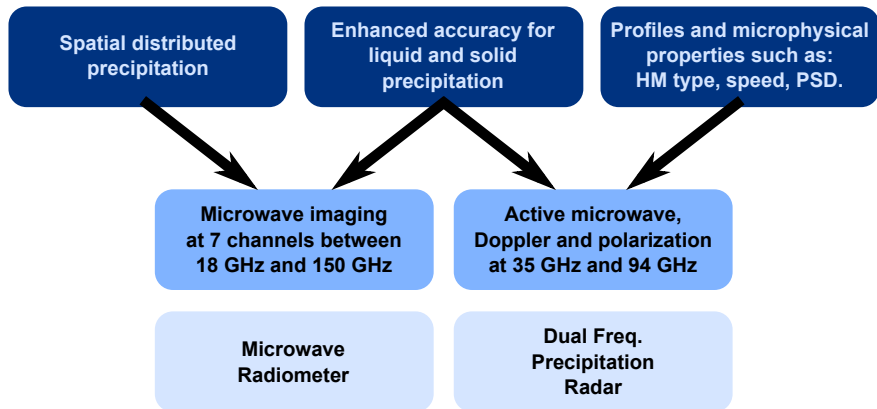 Spatial distributed
precipitation
Enhanced accuracy for
liquid and solid
precipitation
Profiles and microphysical
properties such as:
HM type, speed, PSD.
Microwave imaging
at 7 channels between
18 GHz and 150 GHz
Active microwave,
Doppler and polarization
at 35 GHz and 94 GHz
Microwave
Radiometer
Dual Freq.
Precipitation
Radar